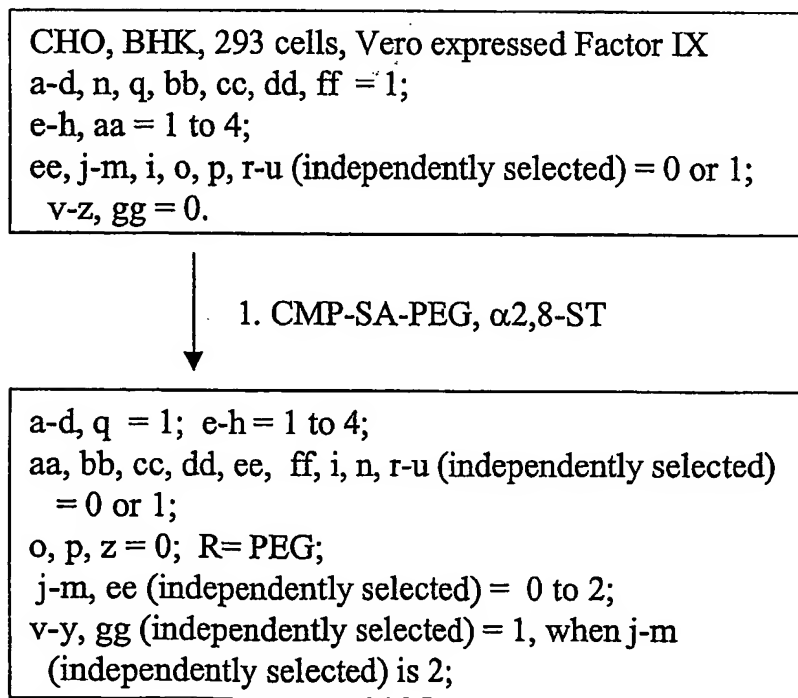 CHO, BHK, 293 cells, Vero expressed Factor IX
a-d, n, q, bb, cc, dd, ff = 1;
e-h, aa = 1 to 4;
ee, j-m, i, o, p, r-u (independently selected) = 0 or 1;
v-z, gg = 0.
1. CMP-SA-PEG, α2,8-ST
a-d, q = 1; e-h = 1 to 4;
aa, bb, cc, dd, ee, ff, i, n, r-u (independently selected)
= 0 or 1;
o, p, z = 0; R= PEG;
j-m, ee (independently selected) = 0 to 2;
v-y, gg (independently selected) = 1, when j-m
(independently selected) is 2;